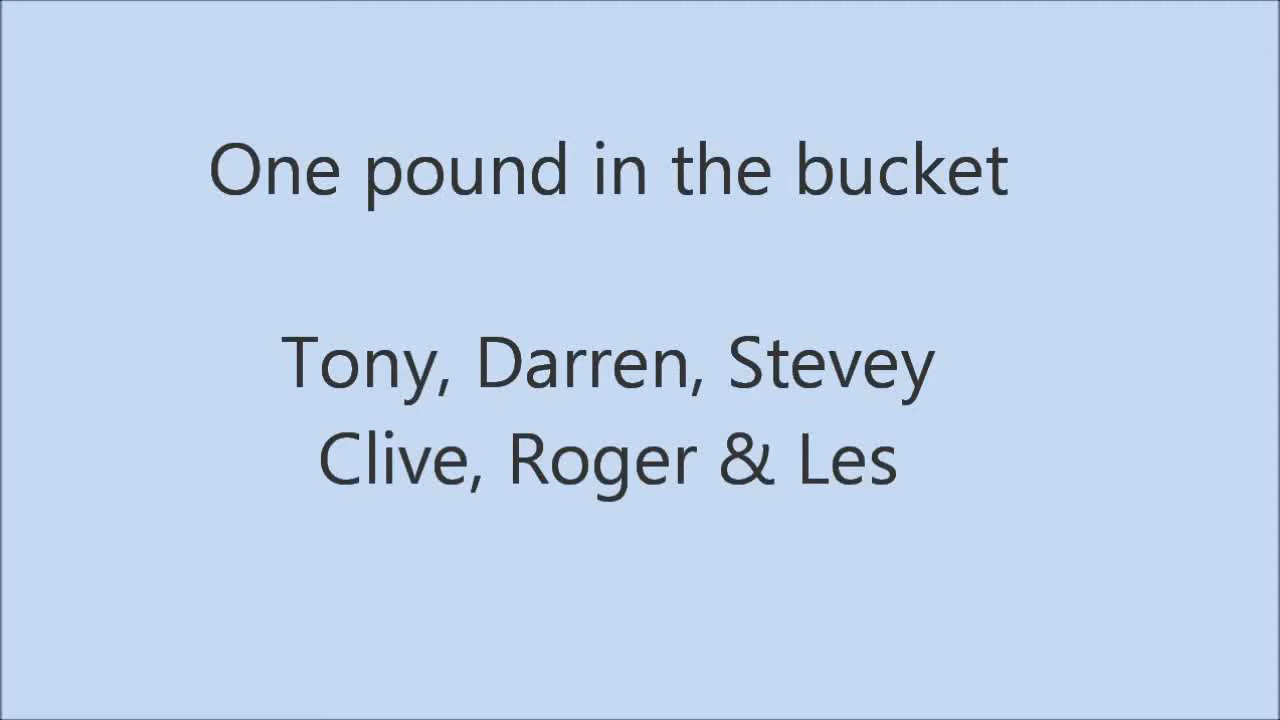 One pound in the bucket
Tony, Darren, Stevey
Clive, Roger & Les